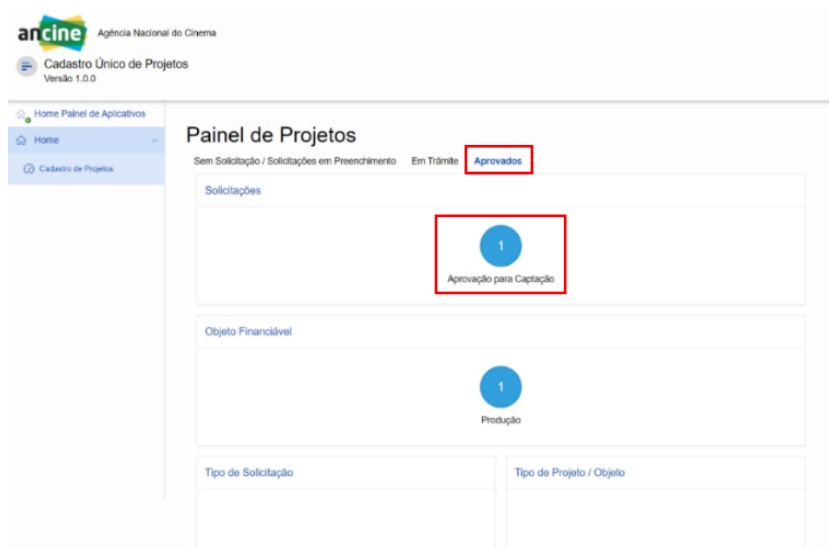 ancine Agência Nacional do Cinema
Cadastro Único de Projetos
Versão 1.0.0
Home Painel de Aplicativos
Home
Cadastro de Projetos
Painel de Projetos
Sem Solicitação / Solicitações em Preenchimento Em Trâmite Aprovados
Solicitações
1
Aprovação para Captação
Objeto Financiável
1
Produção
Tipo de Solicitação
Tipo de Projeto / Objeto